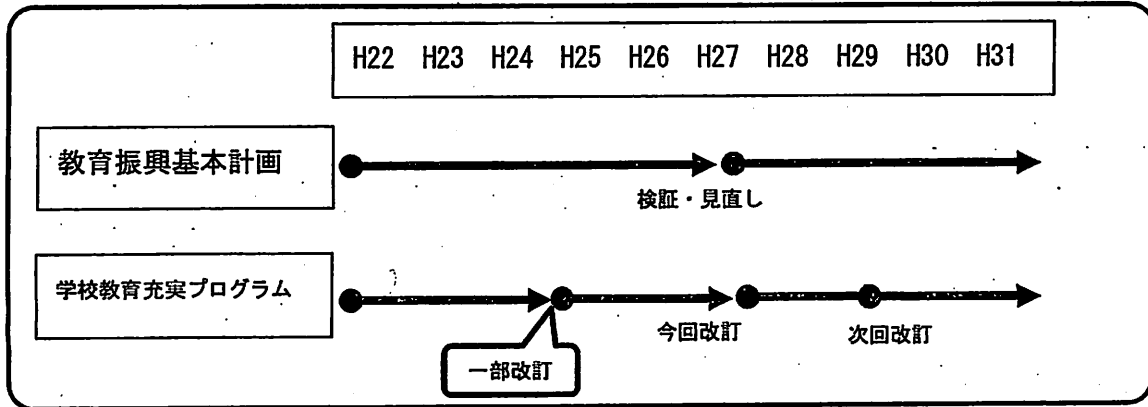 H22 H23 H24 H25 H26 H27 H28 H29 H30 H31
教育振興基本計画
検証・見直し
学校教育充実プログラム
今回改訂
次回改訂
一部改訂